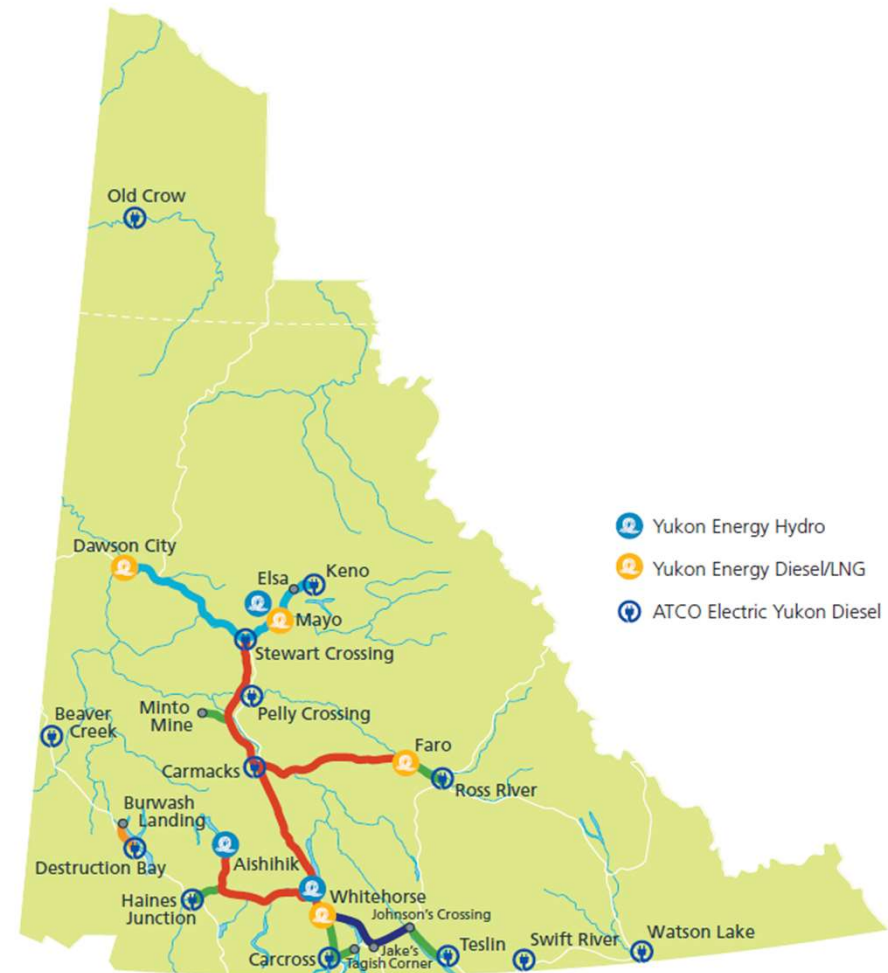 Old Crow
Yukon Energy Hydro
Dawson City
Yukon Energy Diesel/LNG
Elsa
Keno
ATCO Electric Yukon Diesel
Mayo
Stewart Crossing
Minto
Mine
Pelly Crossing
Beaver
Creek
Faro
Carmacks
Ross River
Burwash
Landing
Destruction Bay
Aishihik
Haines
Junction
Whitehorse
Johnson's Crossing
Carcross
Jake's
Tagish Corner
Teslin
Swift River
Watson Lake